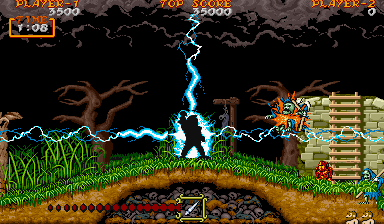 PLAYER-1 TOP SCORE PLAYER-2
3500 35000 0
TIME
1:08